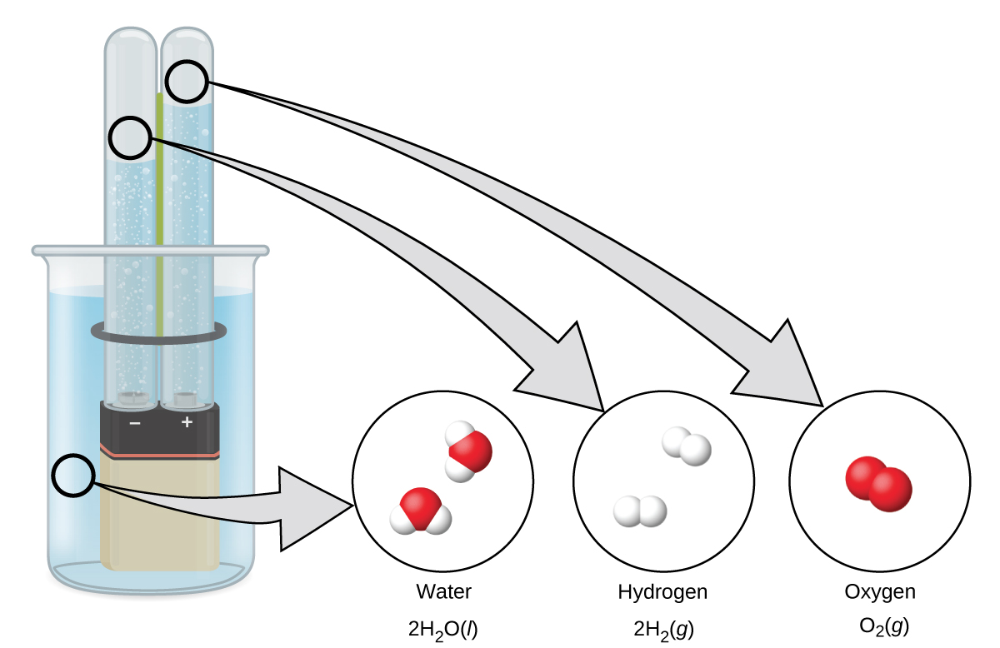 − +
Water
2H₂O(l)
Hydrogen
2H₂(g)
Oxygen
O₂(g)